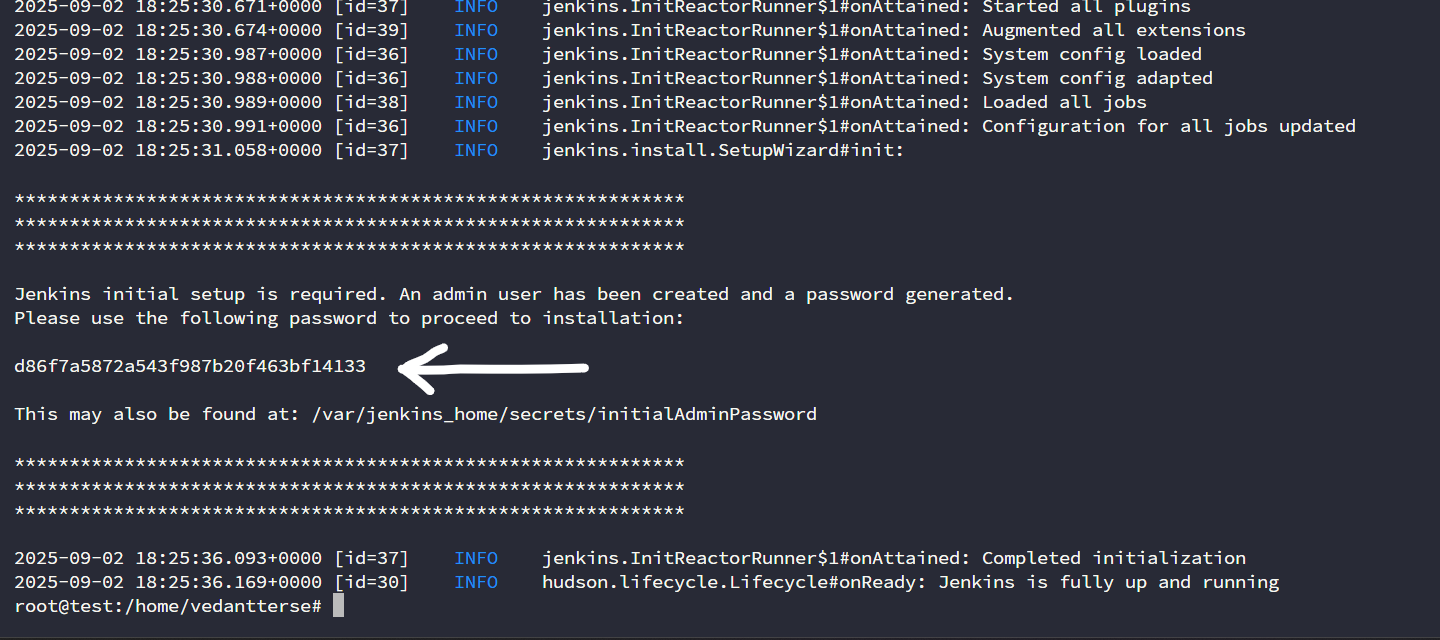 2025-09-02 18:25:30.671+0000 [id=37] INFO jenkins.InitReactorRunner$1#onAttained: Started all plugins
2025-09-02 18:25:30.674+0000 [id=39] INFO jenkins.InitReactorRunner$1#onAttained: Augmented all extensions
2025-09-02 18:25:30.987+0000 [id=36] INFO jenkins.InitReactorRunner$1#onAttained: System config loaded
2025-09-02 18:25:30.988+0000 [id=36] INFO jenkins.InitReactorRunner$1#onAttained: System config adapted
2025-09-02 18:25:30.989+0000 [id=38] INFO jenkins.InitReactorRunner$1#onAttained: Loaded all jobs
2025-09-02 18:25:30.991+0000 [id=36] INFO jenkins.InitReactorRunner$1#onAttained: Configuration for all jobs updated
2025-09-02 18:25:31.058+0000 [id=37] INFO jenkins.install.SetupWizard#init:
*************************************************************
*************************************************************
*************************************************************
Jenkins initial setup is required. An admin user has been created and a password generated.
Please use the following password to proceed to installation:
d86f7a5872a543f987b20f463bf14133
This may also be found at: /var/jenkins_home/secrets/initialAdminPassword
*************************************************************
*************************************************************
*************************************************************
2025-09-02 18:25:36.093+0000 [id=37] INFO jenkins.InitReactorRunner$1#onAttained: Completed initialization
2025-09-02 18:25:36.169+0000 [id=30] INFO hudson.lifecycle.Lifecycle#onReady: Jenkins is fully up and running
root@test:/home/vedantterse#